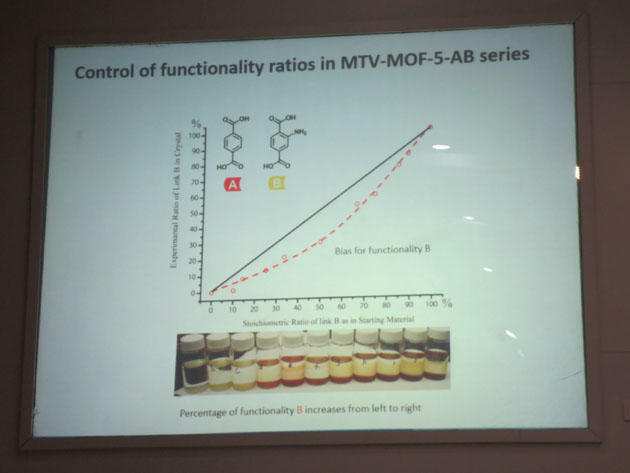 Control of functionality ratios in MTV-MOF-5-AB series
%
100
90
80
70
60
50
40
30
20
10
0
Experimantal Ratio of Link B in Crystal
O OH
HO O
A
O OH
NH2
HO O
B
Bias for functionality B
0 10 20 30 40 50 60 70 80 90 100 %
Stoichiometric Ratio of link B as in Starting Material
Percentage of functionality B increases from left to right